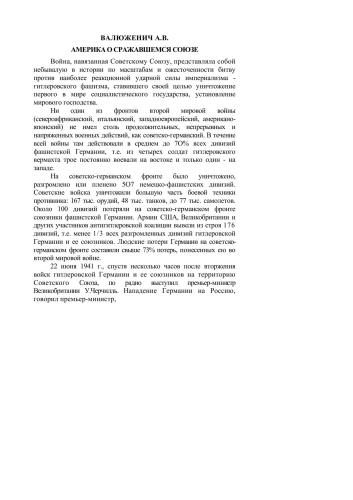 ВАЛЮЖЕНИЧ А.В.
АМЕРИКА О СРАЖАВШЕМСЯ СОЮЗЕ
Война, навязанная Советскому Союзу, представляла собой
небывалую в истории по масштабам и ожесточенности битву
против наиболее реакционной ударной силы империализма -
гитлеровского фашизма, ставившего своей целью уничтожение
первого в мире социалистического государства, установление
мирового господства.
Ни один из фронтов второй мировой войны
(североафриканский, итальянский, западноевропейский, американо-
японский) не имел столь продолжительных, непрерывных и
напряженных военных действий, как советско-германский. В течение
всей войны там действовали в среднем до 7О% всех дивизий
фашистской Германии, т.е. из четырех солдат гитлеровского
вермахта трое постоянно воевали на востоке и только один - на
западе.
На советско-германском фронте было уничтожено,
разгромлено или пленено 5О7 немецко-фашистских дивизий.
Советские войска уничтожили большую часть боевой техники
противника: 167 тыс. орудий, 48 тыс. танков, до 77 тыс. самолетов.
Около 100 дивизий потеряли на советско-германском фронте
союзники фашистской Германии. Армии США, Великобритании и
других участников антигитлеровской коалиции вывели из строя 176
дивизий, т.е. менее 1/3 всех разгромленных дивизий гитлеровской
Германии и ее союзников. Людские потери Германии на советско-
германском фронте составили свыше 73% потерь, понесенных ею во
второй мировой войне.
22 июня 1941 г., спустя несколько часов после вторжения
войск гитлеровской Германии и ее союзников на территорию
Советского Союза, по радио выступил премьер-министр
Великобритании У.Черчилль. Нападение Германии на Россию,
говорил премьер-министр,